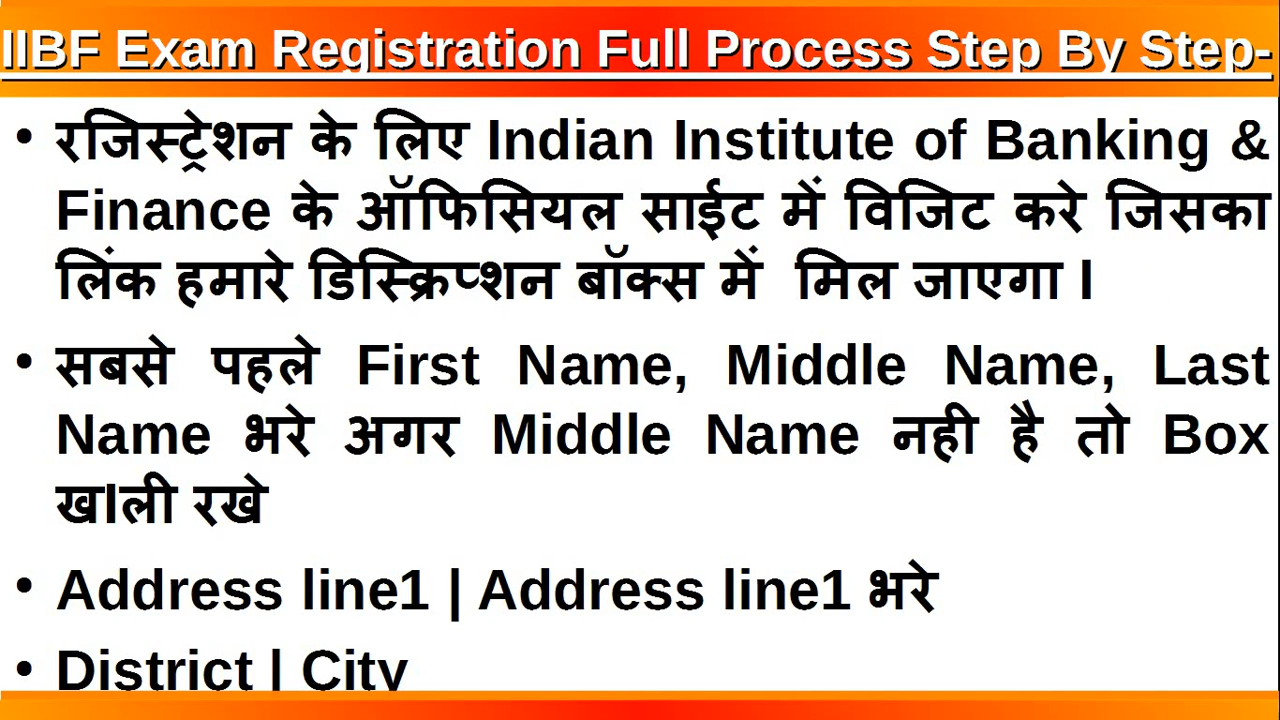 IIBF Exam Registration Full Process Step By Step-
• रजिस्ट्रेशन के लिए Indian Institute of Banking &
Finance के ऑफिसियल साईट में विजिट करे जिसका
लिंक हमारे डिस्क्रिप्शन बॉक्स में मिल जाएगा I
• सबसे पहले First Name, Middle Name, Last
Name भरे अगर Middle Name नही है तो Box
खIली रखे
• Address line1 | Address line1 भरे
• District | City